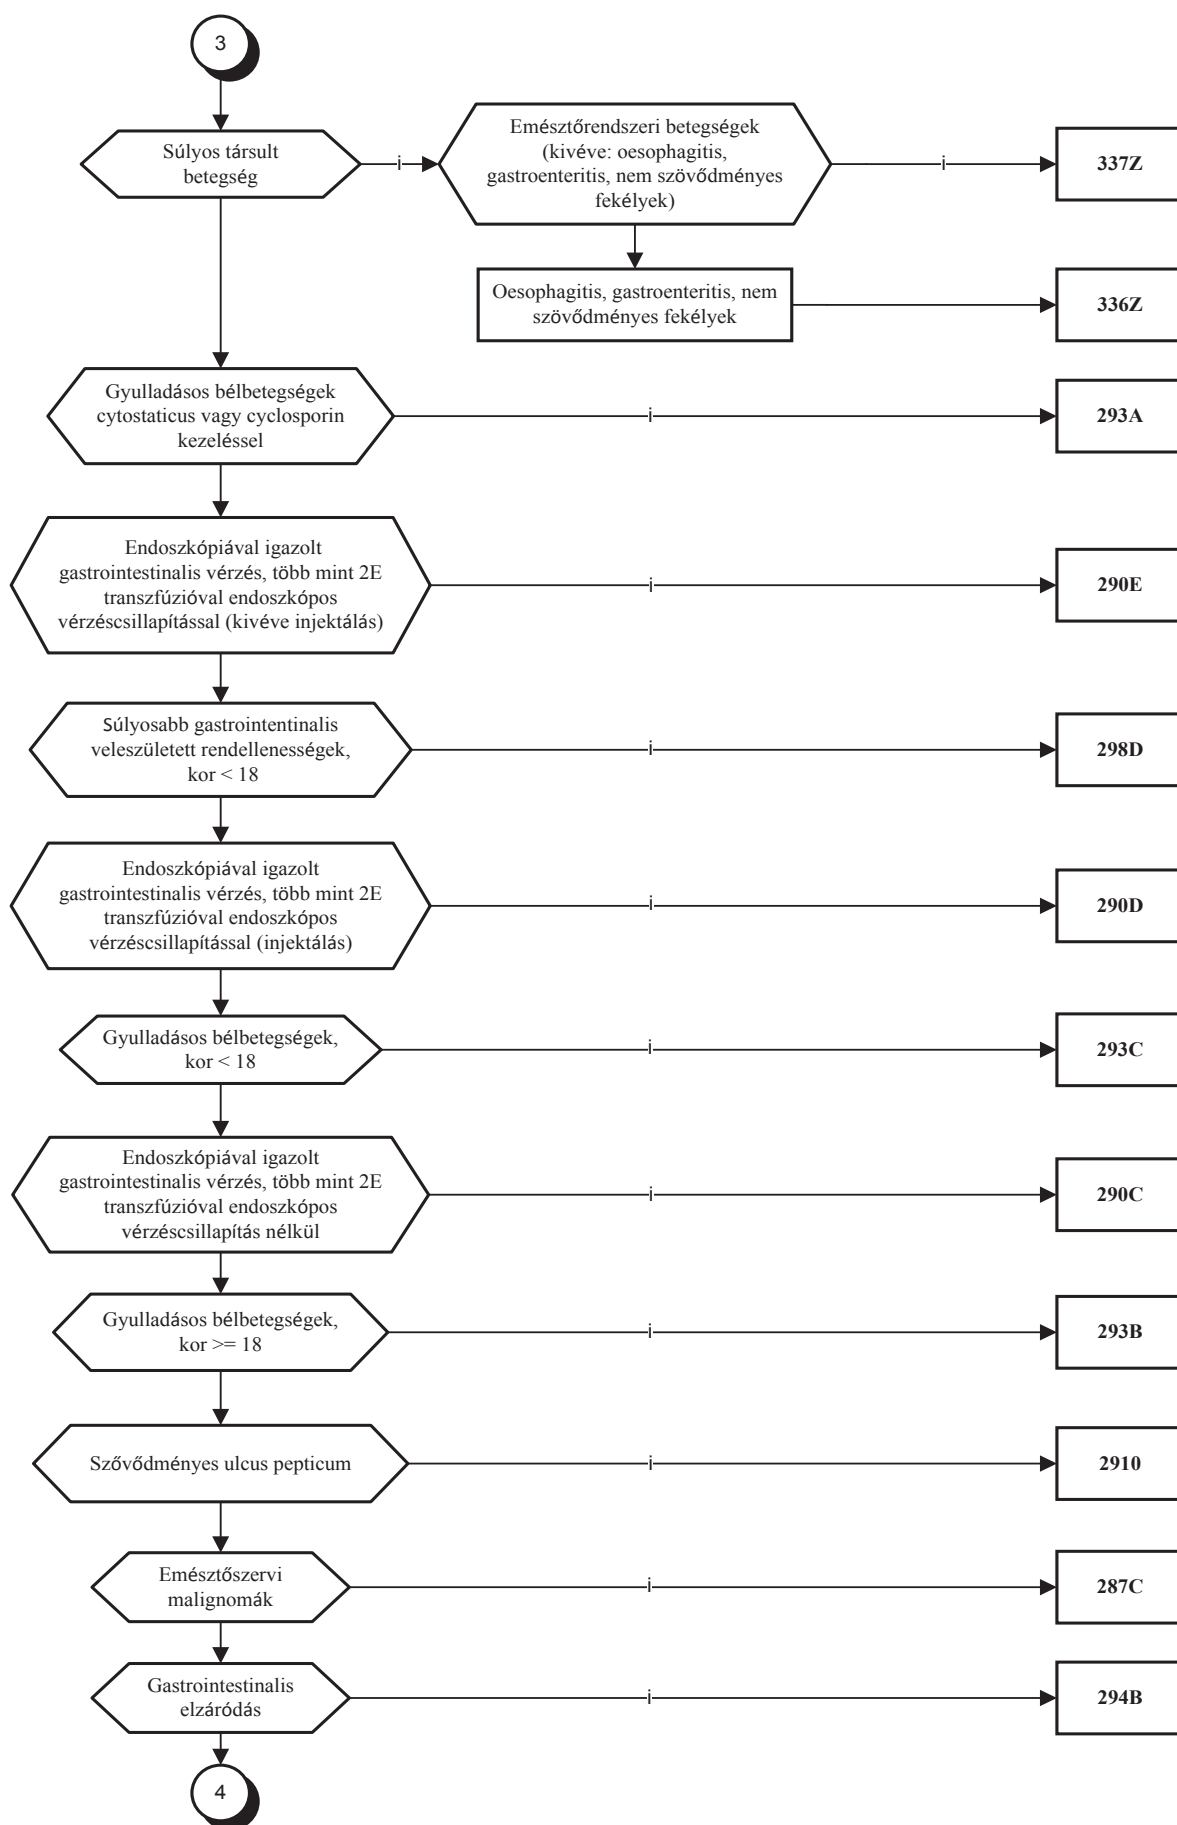 3
Súlyos társult
betegség
i
Emésztőrendszeri betegségek
(kivéve: oesophagitis,
gastroenteritis, nem szövődményes
fekélyek)
i
337Z
Oesophagitis, gastroenteritis, nem
szövődményes fekélyek
336Z
Gyulladásos bélbetegségek
cytostaticus vagy cyclosporin
kezeléssel
i
293A
Endoszkópiával igazolt
gastrointestinalis vérzés, több mint 2E
transzfúzióval endoszkópos
vérzéscsillapítással (kivéve injektálás)
i
290E
Súlyosabb gastrointentinalis
veleszületett rendellenességek,
kor < 18
i
298D
Endoszkópiával igazolt
gastrointestinalis vérzés, több mint 2E
transzfúzióval endoszkópos
vérzéscsillapítással (injektálás)
i
290D
Gyulladásos bélbetegségek,
kor < 18
i
293C
Endoszkópiával igazolt
gastrointestinalis vérzés, több mint 2E
transzfúzióval endoszkópos
vérzéscsillapítás nélkül
i
290C
Gyulladásos bélbetegségek,
kor >= 18
i
293B
Szővődményes ulcus pepticum
i
2910
Emésztőszervi
malignomák
i
287C
Gastrointestinalis
elzáródás
i
294B
4